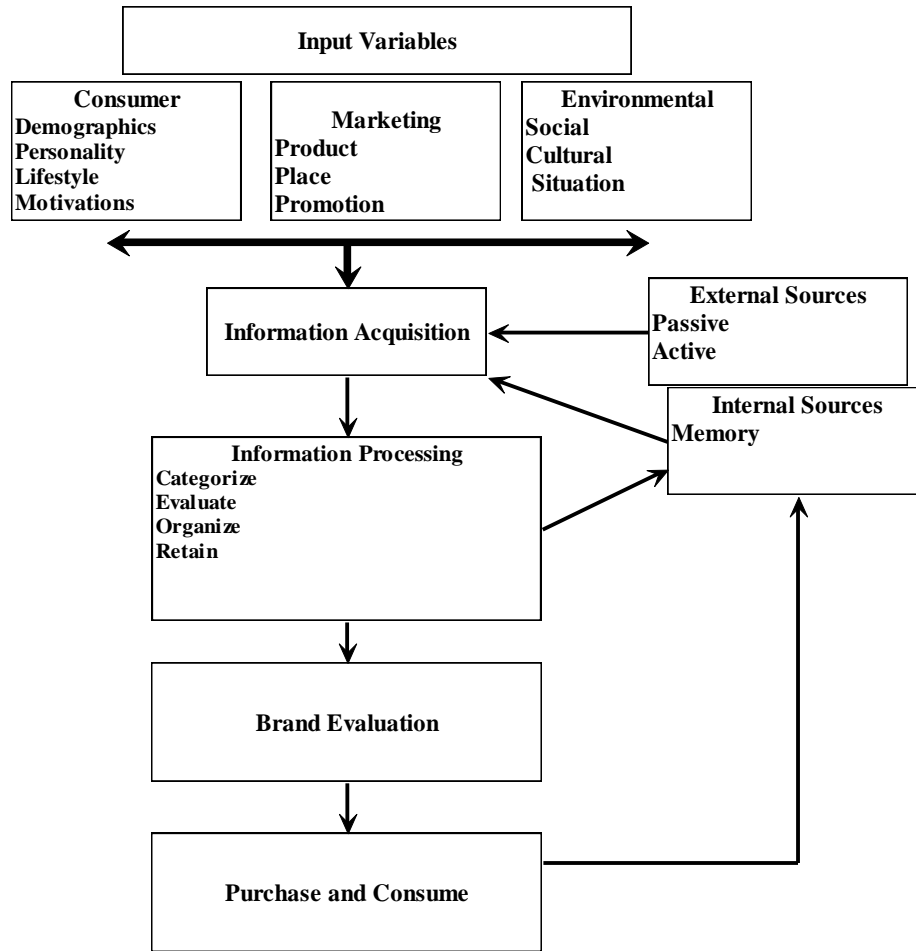 Input Variables
Consumer
Demographics
Personality
Lifestyle
Motivations
Marketing
Product
Place
Promotion
Environmental
Social
Cultural
Situation
Information Acquisition
External Sources
Passive
Active
Internal Sources
Memory
Information Processing
Categorize
Evaluate
Organize
Retain
Brand Evaluation
Purchase and Consume